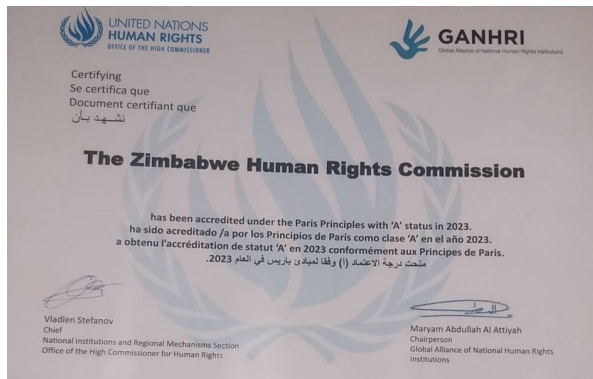 UNITED NATIONS
HUMAN RIGHTS
OFFICE OF THE HIGH COMMISSIONER
GANHRI
Global Alliance of National Human Rights Institutions
Certifying
Se certifica que
Document certifiant que
نشــهد بــأن
The Zimbabwe Human Rights Commission
has been accredited under the Paris Principles with ‘A’ status in 2023.
ha sido acreditado /a por los Principios de París como clase ‘A’ en el año 2023.
a obtenu l’accréditation de statut ‘A’ en 2023 conformément aux Principes de Paris.
منحت درجة الاعتماد (أ) وفقا لمبادئ باريس في العام 2023.
Vladlen Stefanov
Chief
National Institutions and Regional Mechanisms Section
Office of the High Commissioner for Human Rights
Maryam Abdullah Al Attiyah
Chairperson
Global Alliance of National Human Rights
Institutions